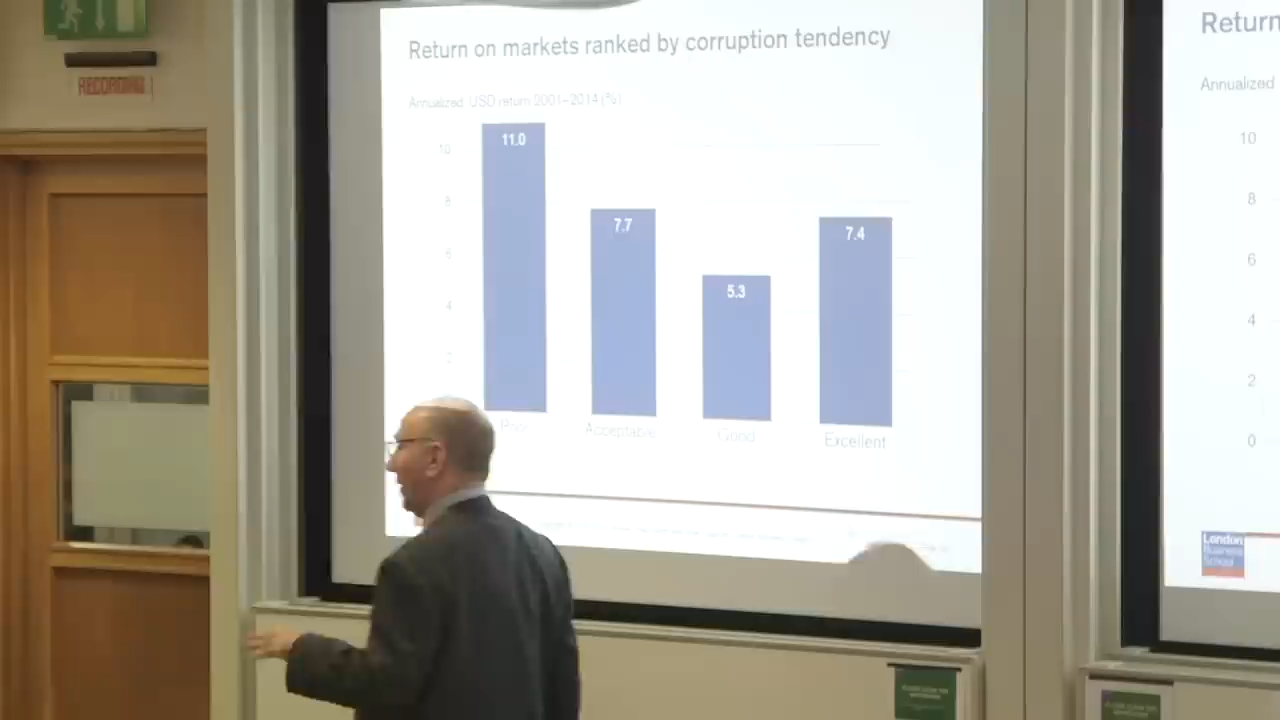 RECORDING
Return on markets ranked by corruption tendency
Annualized USD return 2001–2014 (%)
10
8
6
4
2
11.0
7.7
5.3
7.4
Poor
Acceptable
Good
Excellent
Return
Annualized
10
8
6
4
2
0
London
Business
School